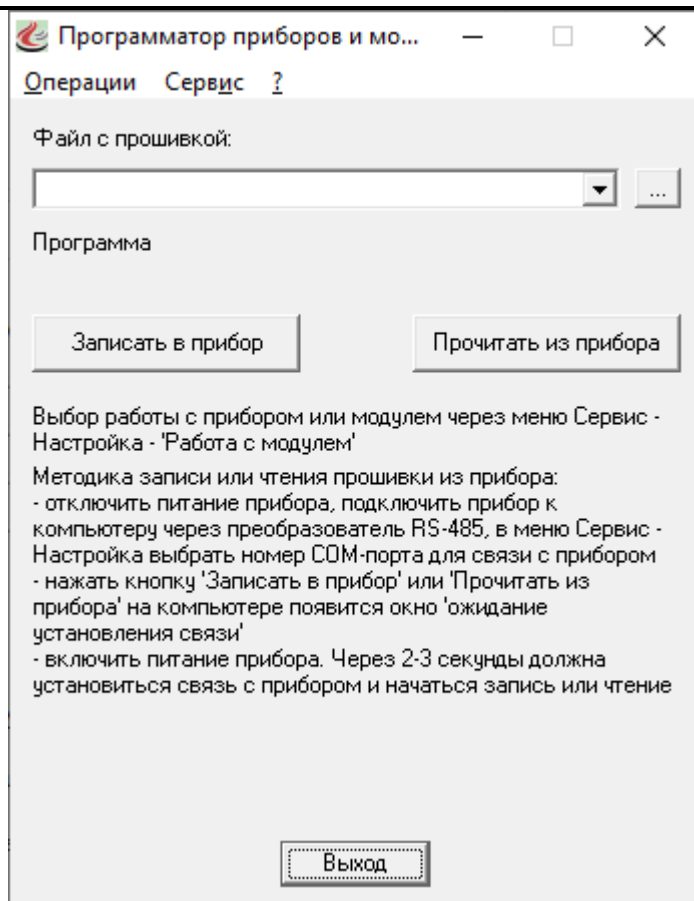 Программатор приборов и мо...
Операции Сервис ?
Файл с прошивкой:
...
Программа
Записать в прибор Прочитать из прибора
Выбор работы с прибором или модулем через меню Сервис -
Настройка - 'Работа с модулем'
Методика записи или чтения прошивки из прибора:
- отключить питание прибора, подключить прибор к
компьютеру через преобразователь RS-485, в меню Сервис -
Настройка выбрать номер COM-порта для связи с прибором
- нажать кнопку 'Записать в прибор' или 'Прочитать из
прибора' на компьютере появится окно 'ожидание
установления связи'
- включить питание прибора. Через 2-3 секунды должна
установиться связь с прибором и начаться запись или чтение
Выход